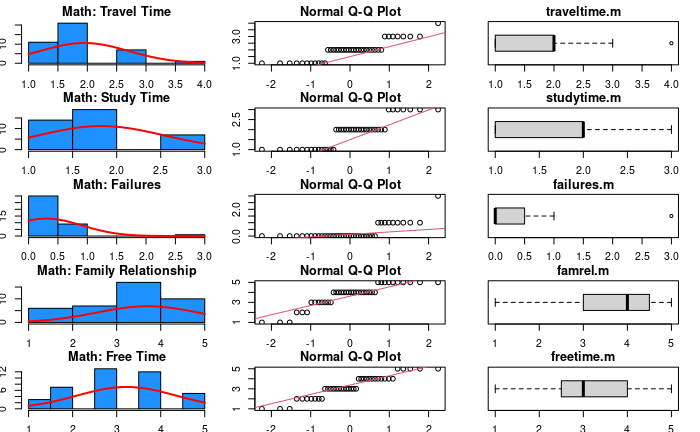 Math: Travel Time Normal Q-Q Plot traveltime.m
0 10 1.0 3.0
1.0 1.5 2.0 2.5 3.0 3.5 4.0 -2 -1 0 1 2 1.0 1.5 2.0 2.5 3.0 3.5 4.0
Math: Study Time Normal Q-Q Plot studytime.m
0 10 1.0 2.5
1.0 1.5 2.0 2.5 3.0 -2 -1 0 1 2 1.0 1.5 2.0 2.5 3.0
Math: Failures Normal Q-Q Plot failures.m
0 15 0.0 2.0
0.0 0.5 1.0 1.5 2.0 2.5 3.0 -2 -1 0 1 2 0.0 0.5 1.0 1.5 2.0 2.5 3.0
Math: Family Relationship Normal Q-Q Plot famrel.m
0 10 1 3 5
1 2 3 4 5 -2 -1 0 1 2 1 2 3 4 5
Math: Free Time Normal Q-Q Plot freetime.m
0 6 12 1 3 5
1 2 3 4 5 -2 -1 0 1 2 1 2 3 4 5